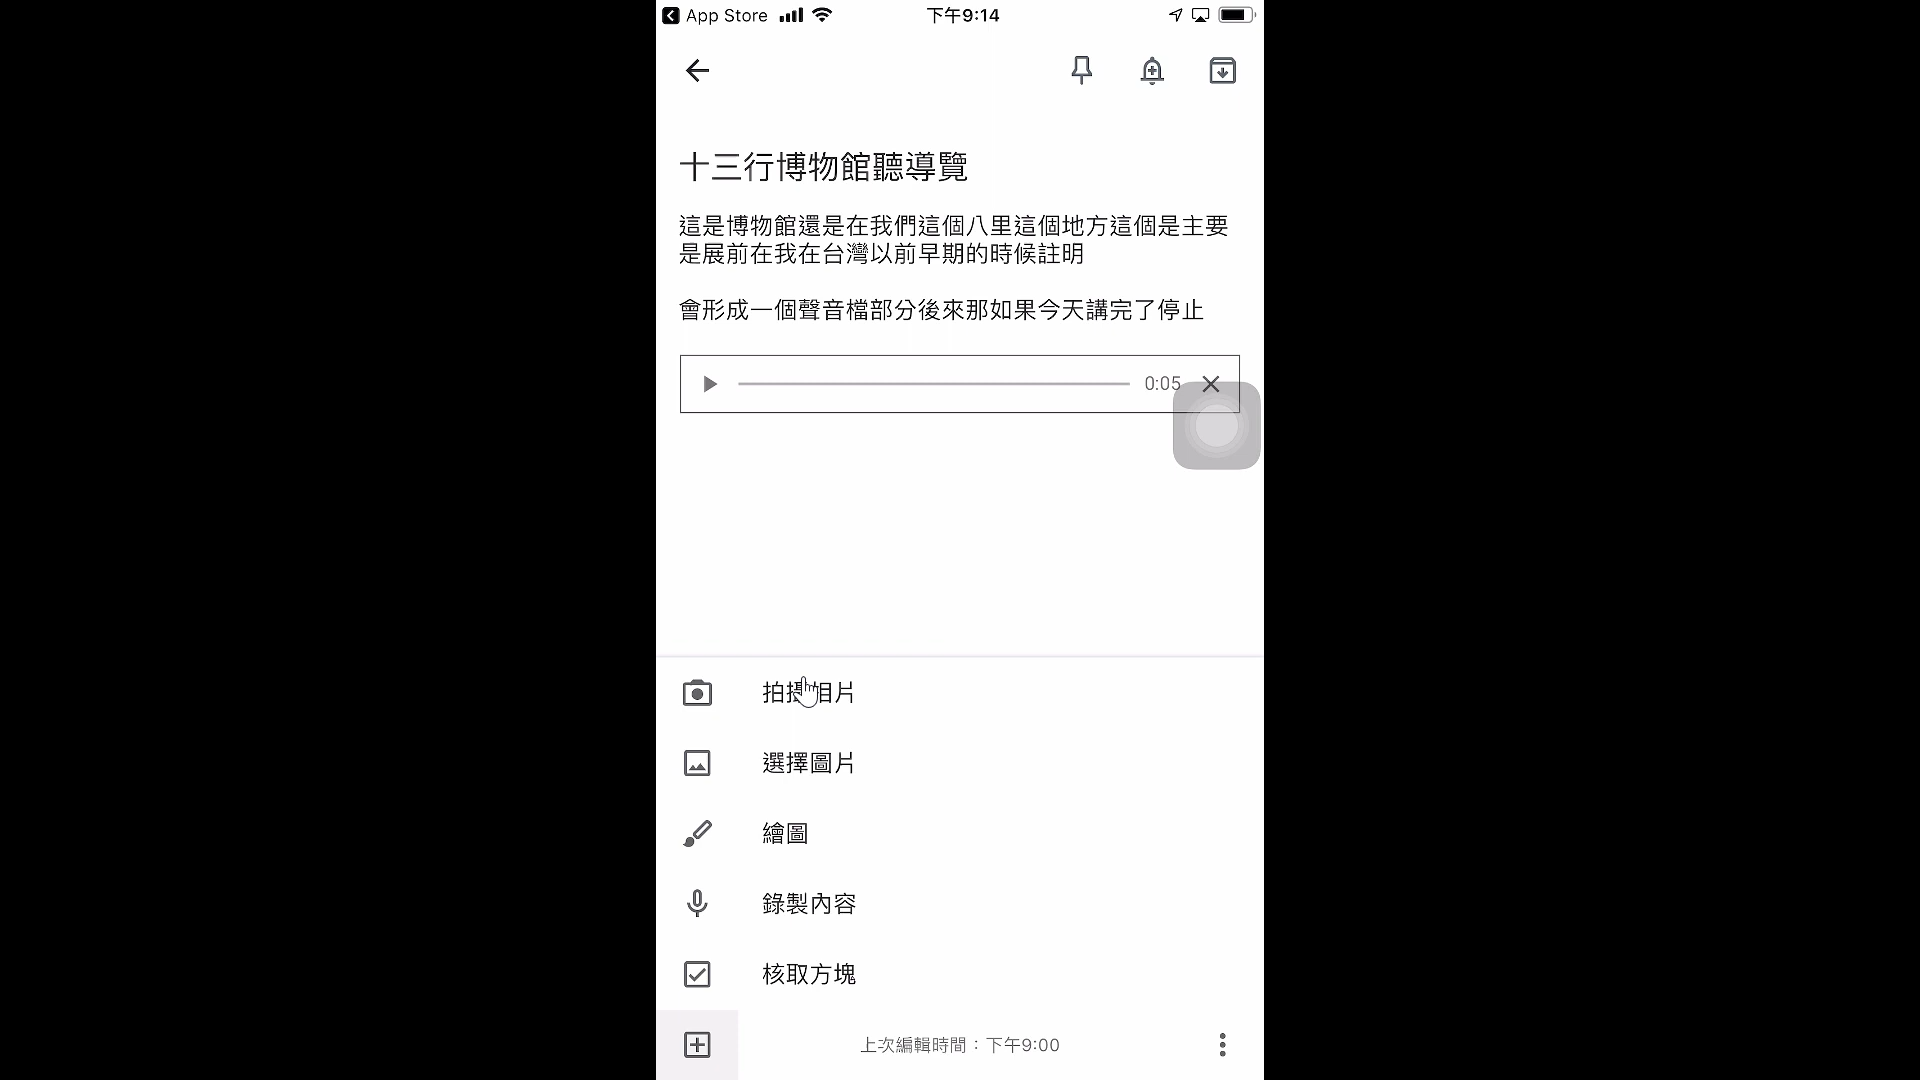 App Store
下午9:14
十三行博物館聽導覽
這是博物館還是在我們這個八里這個地方這個是主要
是展前在我在台灣以前早期的時候註明
會形成一個聲音檔部分後來那如果今天講完了停止
0:05
拍攝相片
選擇圖片
繪圖
錄製內容
核取方塊
上次編輯時間：下午9:00